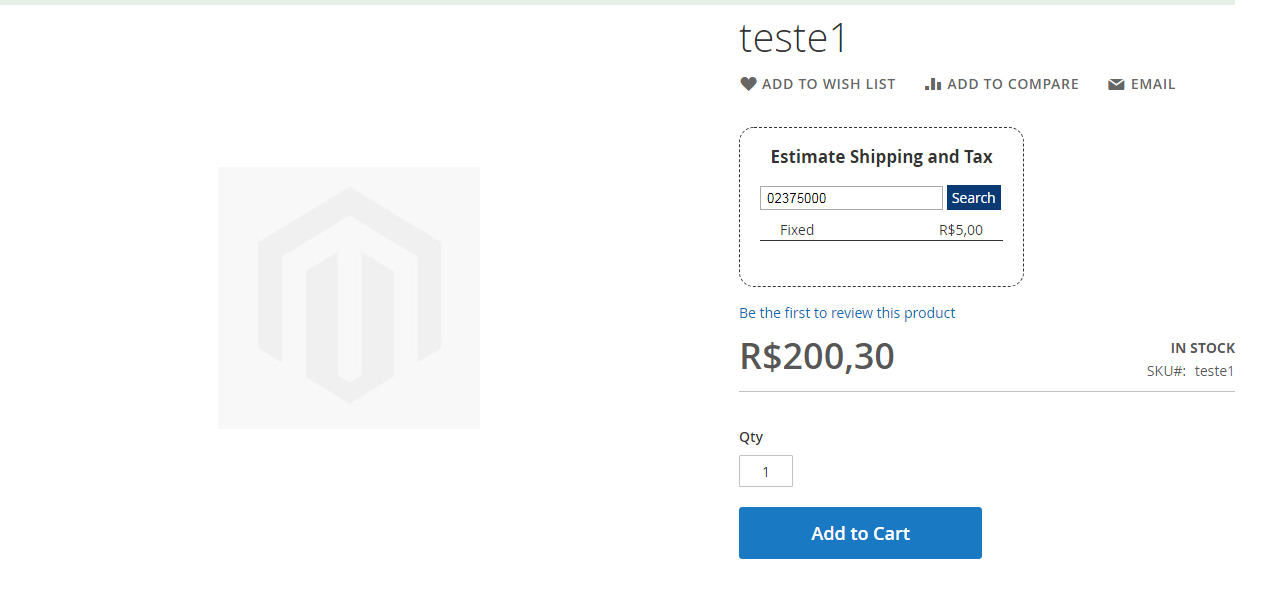 teste1
ADD TO WISH LIST ADD TO COMPARE EMAIL
Estimate Shipping and Tax
02375000 Search
Fixed R$5,00
Be the first to review this product
R$200,30
IN STOCK
SKU#: teste1
Qty
1
Add to Cart